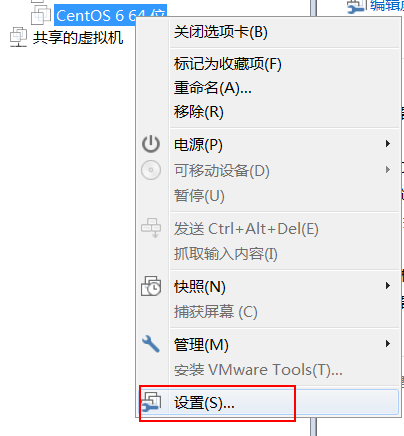 CentOS 6 64 位
编辑虚
共享的虚拟机
关闭选项卡(B)
标记为收藏项(F)
重命名(A)...
移除(R)
电源(P)
可移动设备(D)
暂停(U)
发送 Ctrl+Alt+Del(E)
抓取输入内容(I)
快照(N)
捕获屏幕 (C)
管理(M)
安装 VMware Tools(T)...
设置(S)...